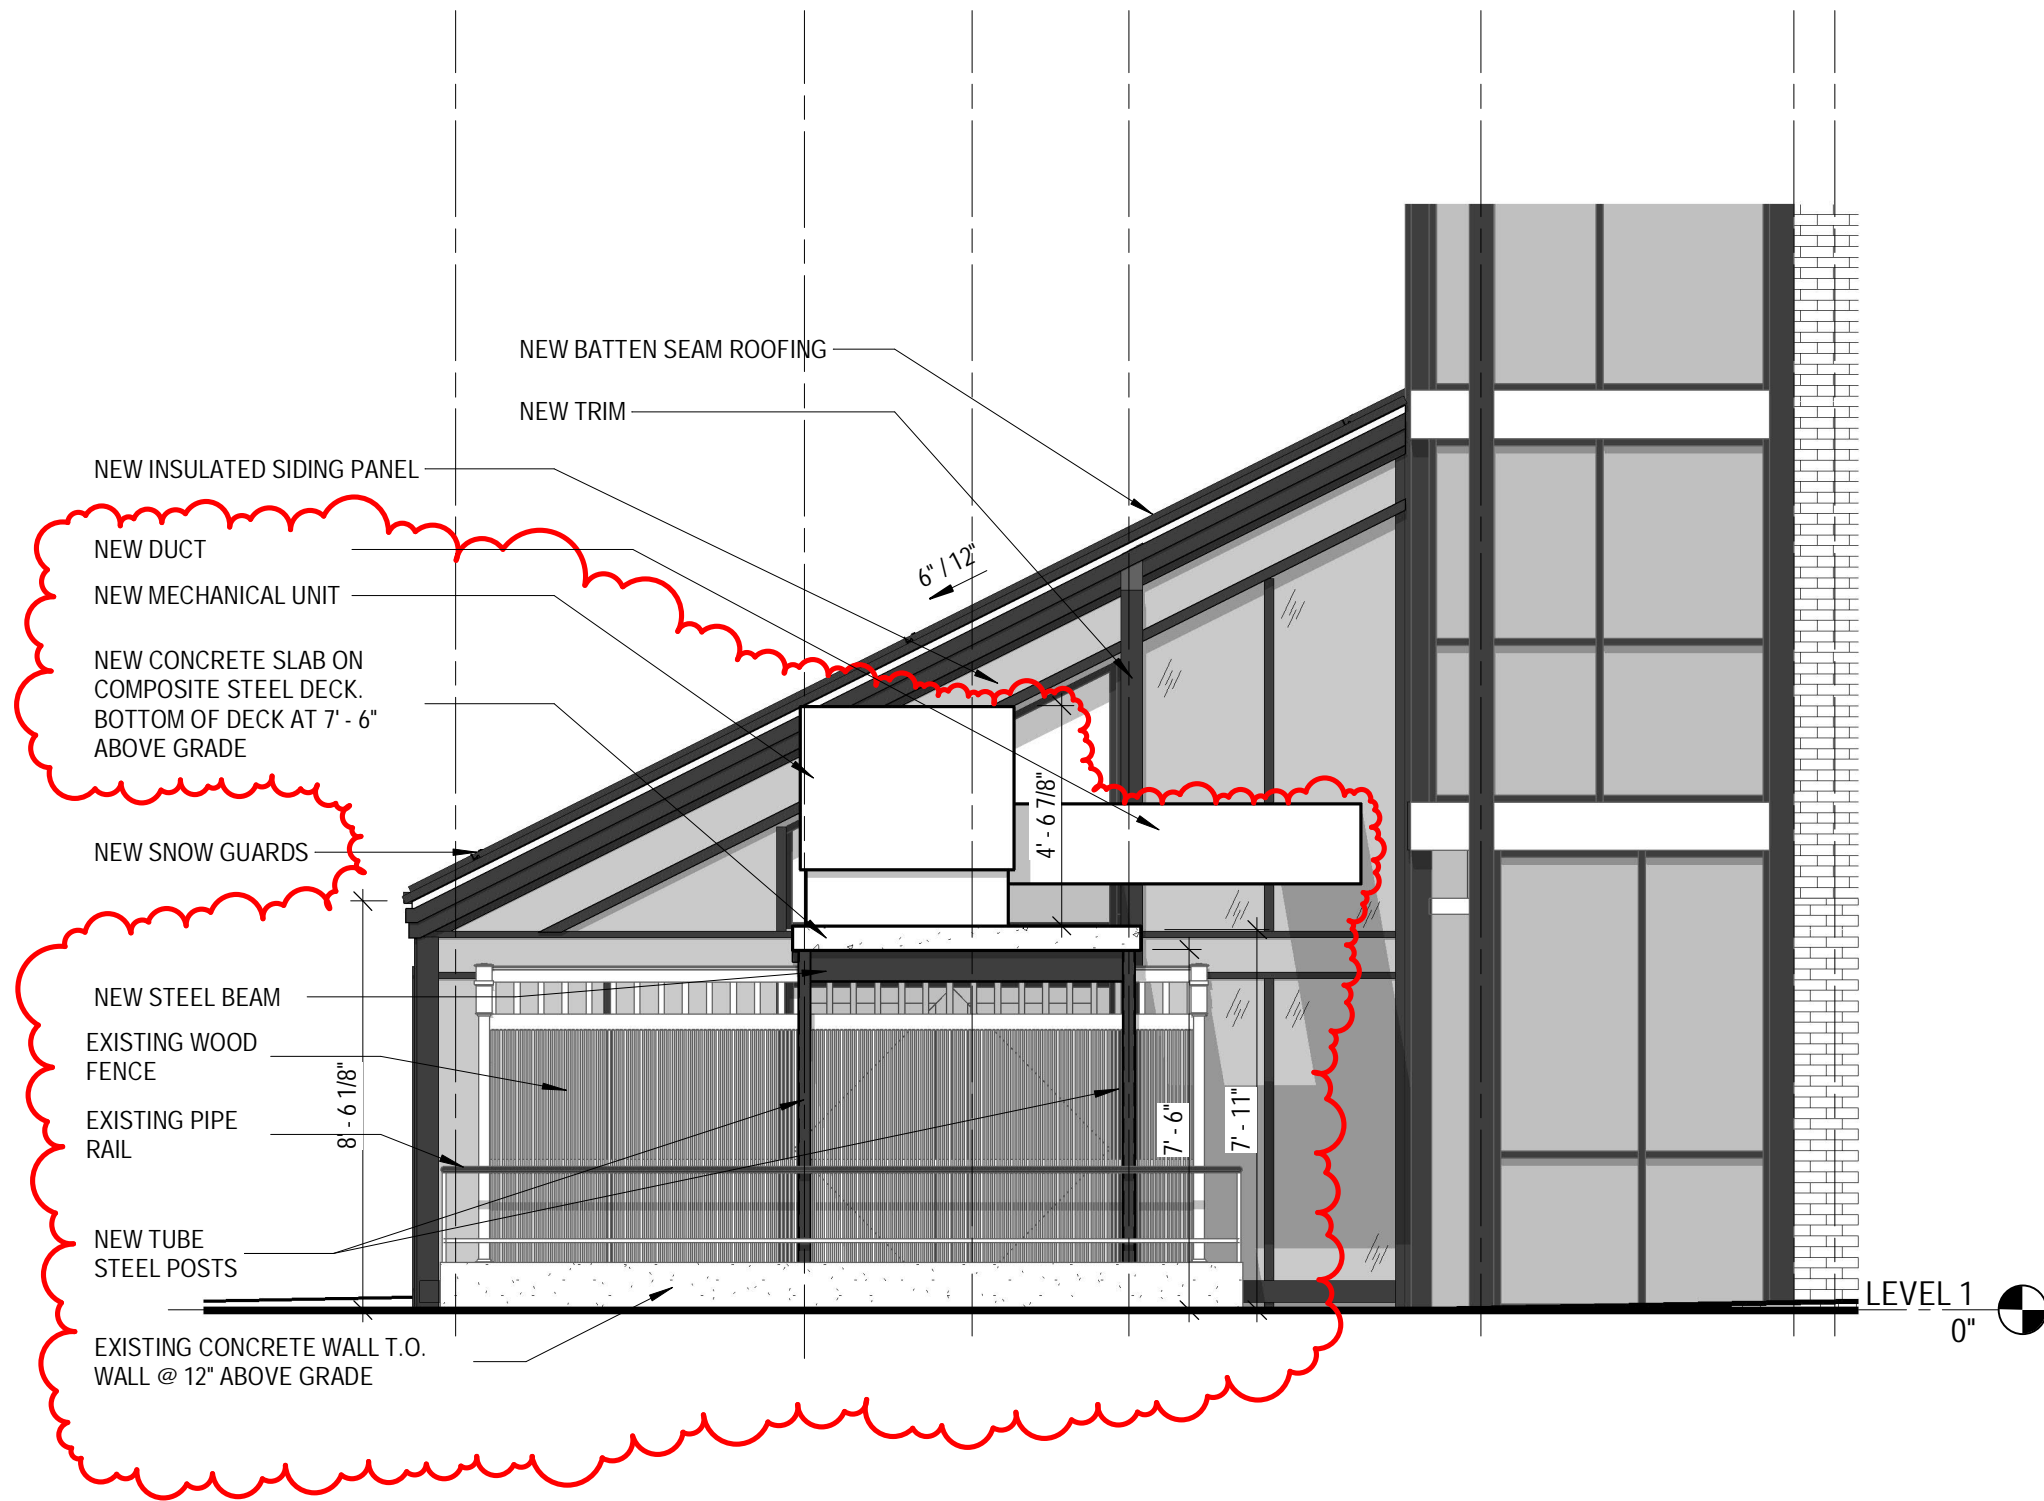 NEW BATTEN SEAM ROOFING
NEW TRIM
NEW INSULATED SIDING PANEL
NEW DUCT
6" / 12"
NEW MECHANICAL UNIT
NEW CONCRETE SLAB ON
COMPOSITE STEEL DECK.
BOTTOM OF DECK AT 7' - 6"
ABOVE GRADE
4' - 6 7/8"
NEW SNOW GUARDS
NEW STEEL BEAM
EXISTING WOOD
FENCE
8' - 6 1/8"
EXISTING PIPE
RAIL
7' - 6"
7' - 11"
NEW TUBE
STEEL POSTS
LEVEL 1
0"
EXISTING CONCRETE WALL T.O.
WALL @ 12" ABOVE GRADE